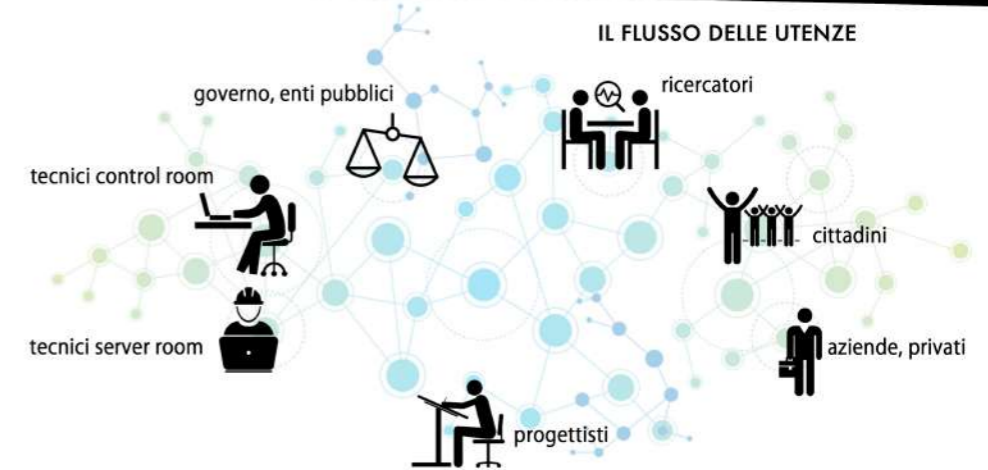 IL FLUSSO DELLE UTENZE
governo, enti pubblici
ricercatori
tecnici control room
cittadini
tecnici server room
aziende, privati
progettisti